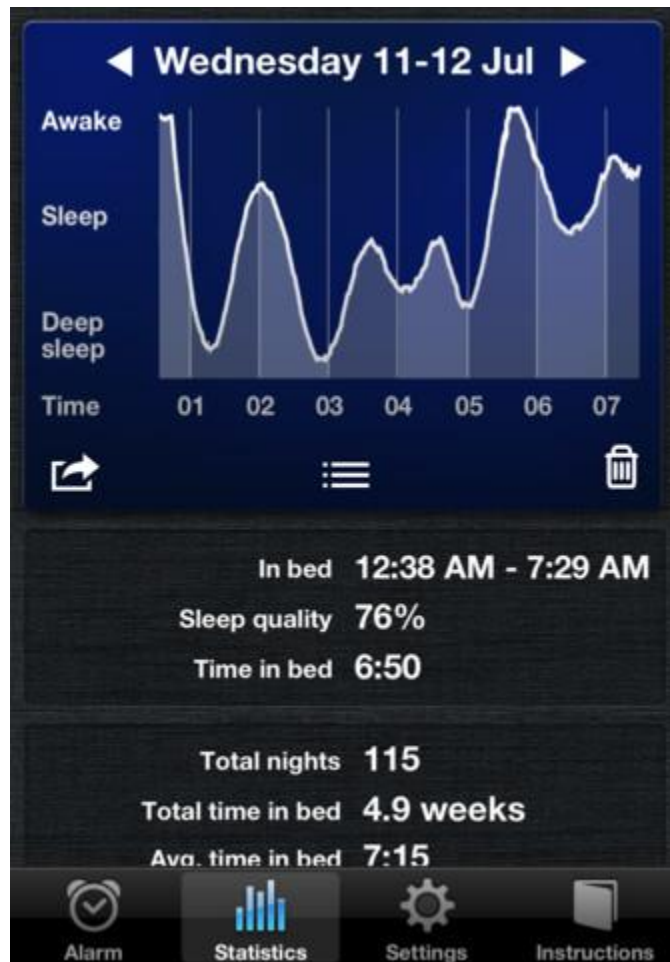 Wednesday 11-12 Jul
Awake
Sleep
Deep
sleep
Time 01 02 03 04 05 06 07
In bed 12:38 AM - 7:29 AM
Sleep quality 76%
Time in bed 6:50
Total nights 115
Total time in bed 4.9 weeks
Avg. time in bed 7:15
Alarm Statistics Settings Instructions